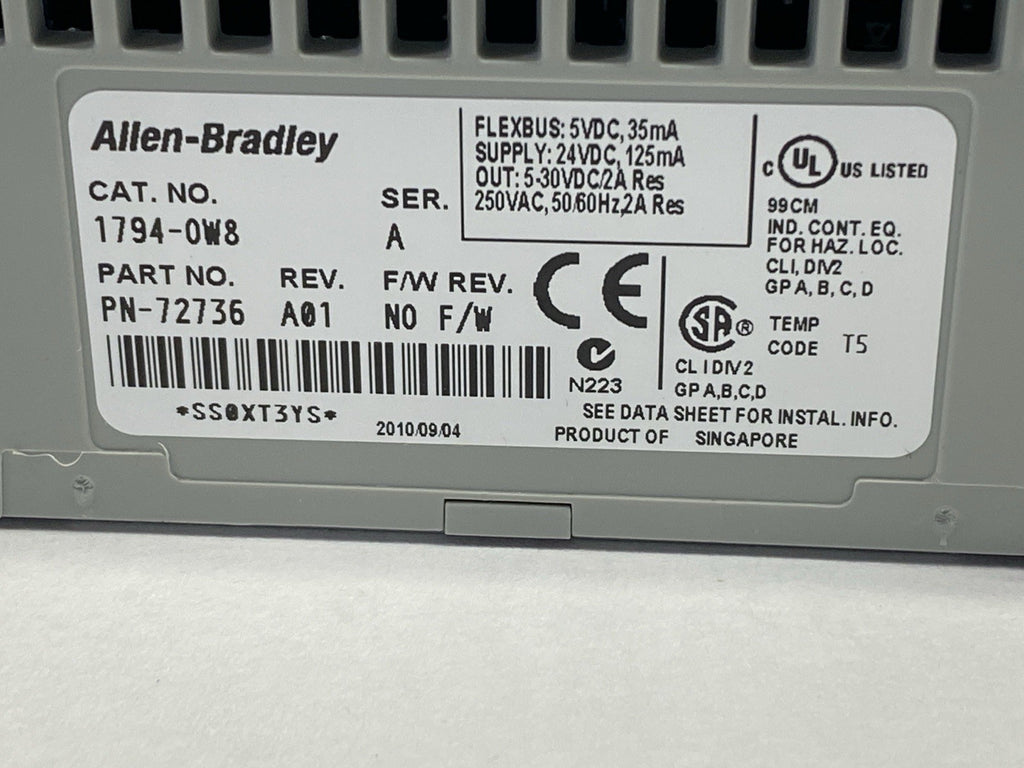 Allen-Bradley
CAT. NO.
SER.
1794-OW8
A
PART NO.
REV.
F/W REV.
PN-72736
A01
NO F/W
*SS0XT3YS*
2010/09/04
FLEXBUS: 5VDC, 35mA
SUPPLY: 24VDC, 125mA
OUT: 5-30VDC/2A Res
250VAC, 50/60Hz,2A Res
CE
N223
C UL US LISTED
99CM
IND. CONT. EQ.
FOR HAZ. LOC.
CLI, DIV2
GP A, B, C, D
SA®
CL I DIV2
GP A,B,C,D
TEMP
CODE T5
SEE DATA SHEET FOR INSTAL. INFO.
PRODUCT OF SINGAPORE